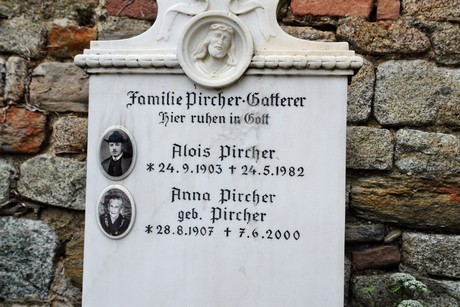 Familie Pircher-Gatterer
Hier ruhen in Gott
Alois Pircher
* 24.9.1903 † 24.5.1982
Anna Pircher
geb. Pircher
* 28.8.1907 † 7.6.2000